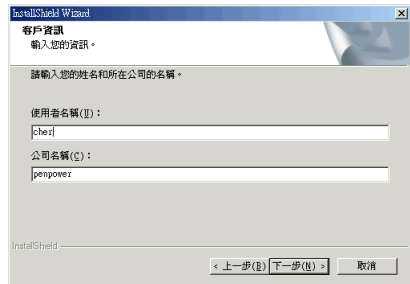 InstallShield Wizard
客戶資訊
輸入您的資訊。
請輸入您的姓名和所在公司的名稱。
使用者名稱(U)：
cher
公司名稱(C)：
penpower
InstallShield
< 上一步(B) 下一步(N) > 取消